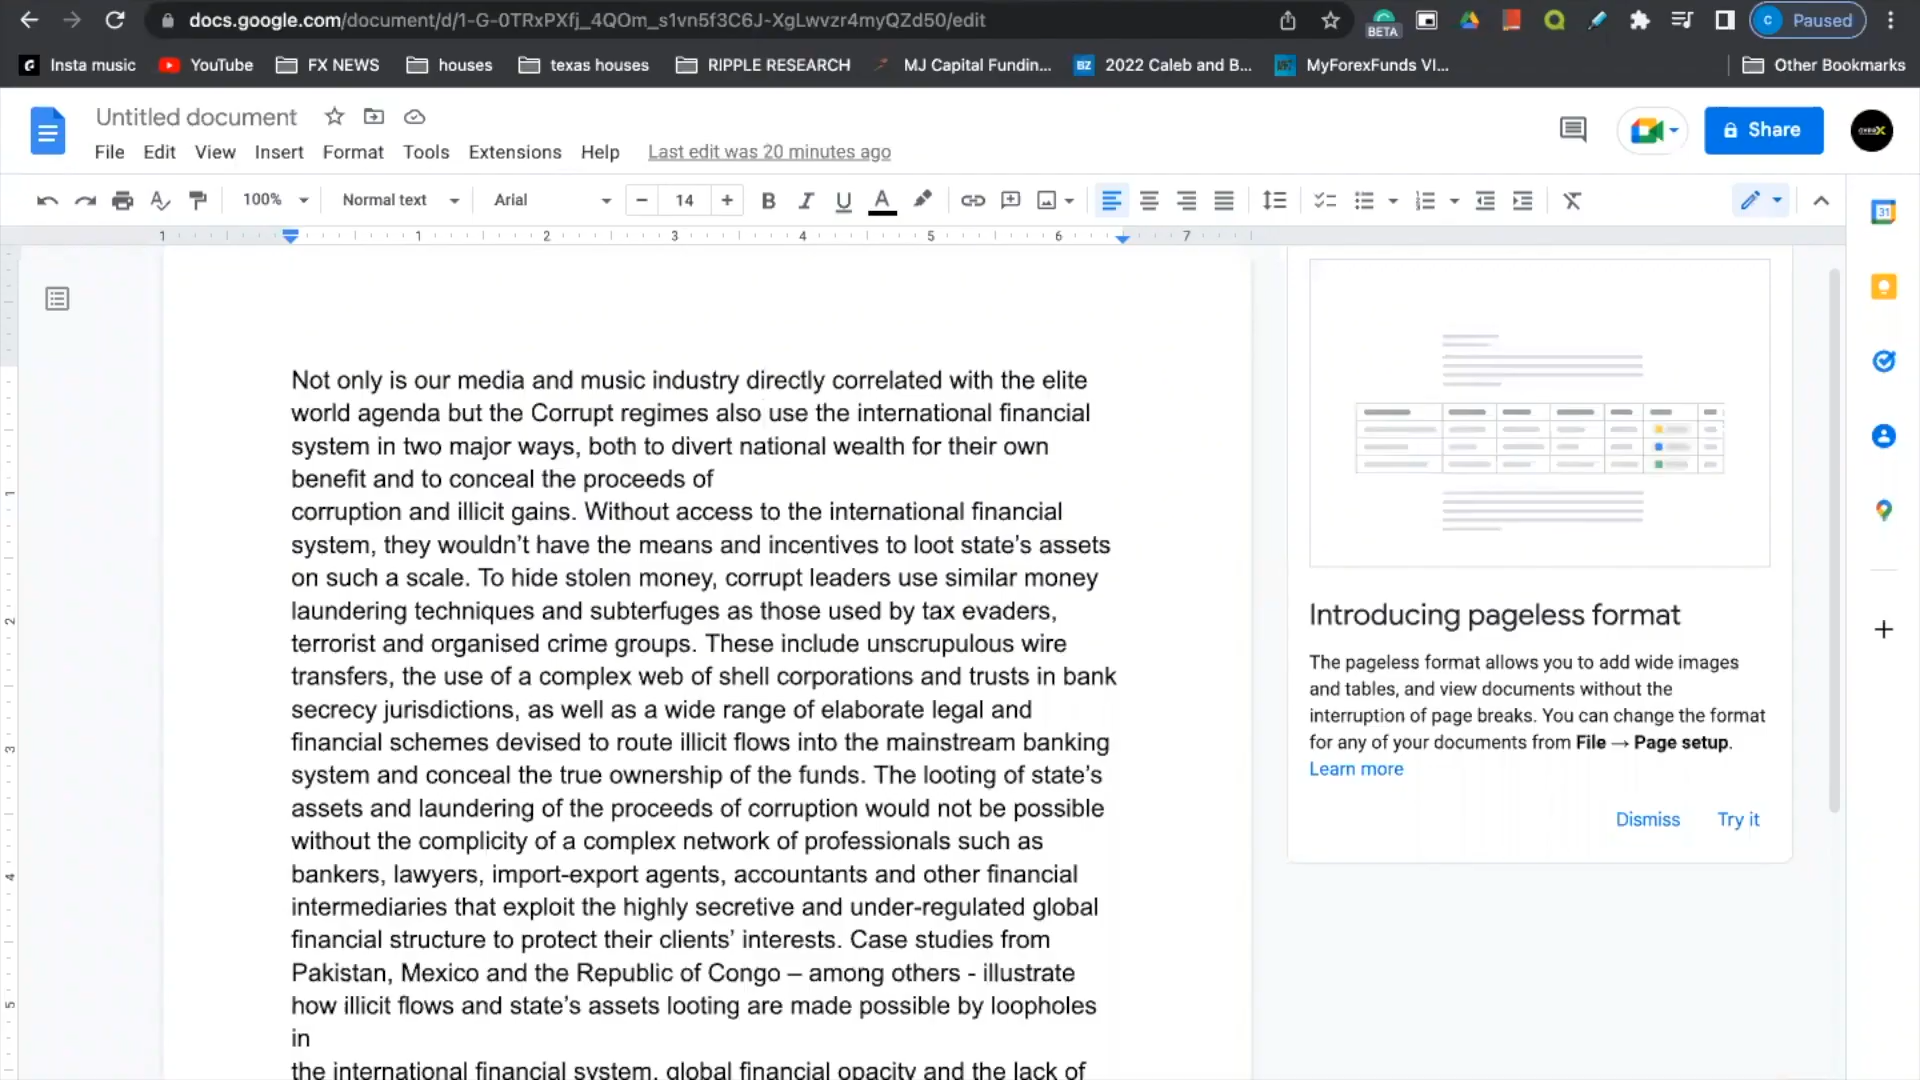 docs.google.com/document/d/1-G-0TRxPXfj_4QOm_s1vn5f3C6J-XgLwvzr4myQZd50/edit
BETA
C Paused
Insta music YouTube FX NEWS houses texas houses RIPPLE RESEARCH MJ Capital Fundin... BZ 2022 Caleb and B... MyForexFunds VI... Other Bookmarks
Untitled document
Share
File Edit View Insert Format Tools Extensions Help Last edit was 20 minutes ago
100% Normal text Arial 14 B I U A
31
1 1 2 3 4 5 6 7
Not only is our media and music industry directly correlated with the elite
world agenda but the Corrupt regimes also use the international financial
system in two major ways, both to divert national wealth for their own
benefit and to conceal the proceeds of
corruption and illicit gains. Without access to the international financial
system, they wouldn’t have the means and incentives to loot state’s assets
on such a scale. To hide stolen money, corrupt leaders use similar money
laundering techniques and subterfuges as those used by tax evaders,
terrorist and organised crime groups. These include unscrupulous wire
transfers, the use of a complex web of shell corporations and trusts in bank
secrecy jurisdictions, as well as a wide range of elaborate legal and
financial schemes devised to route illicit flows into the mainstream banking
system and conceal the true ownership of the funds. The looting of state’s
assets and laundering of the proceeds of corruption would not be possible
without the complicity of a complex network of professionals such as
bankers, lawyers, import-export agents, accountants and other financial
intermediaries that exploit the highly secretive and under-regulated global
financial structure to protect their clients’ interests. Case studies from
Pakistan, Mexico and the Republic of Congo – among others - illustrate
how illicit flows and state’s assets looting are made possible by loopholes
in
the international financial system, global financial opacity and the lack of
1
2
3
4
5
Introducing pageless format
The pageless format allows you to add wide images
and tables, and view documents without the
interruption of page breaks. You can change the format
for any of your documents from File → Page setup.
Learn more
Dismiss Try it